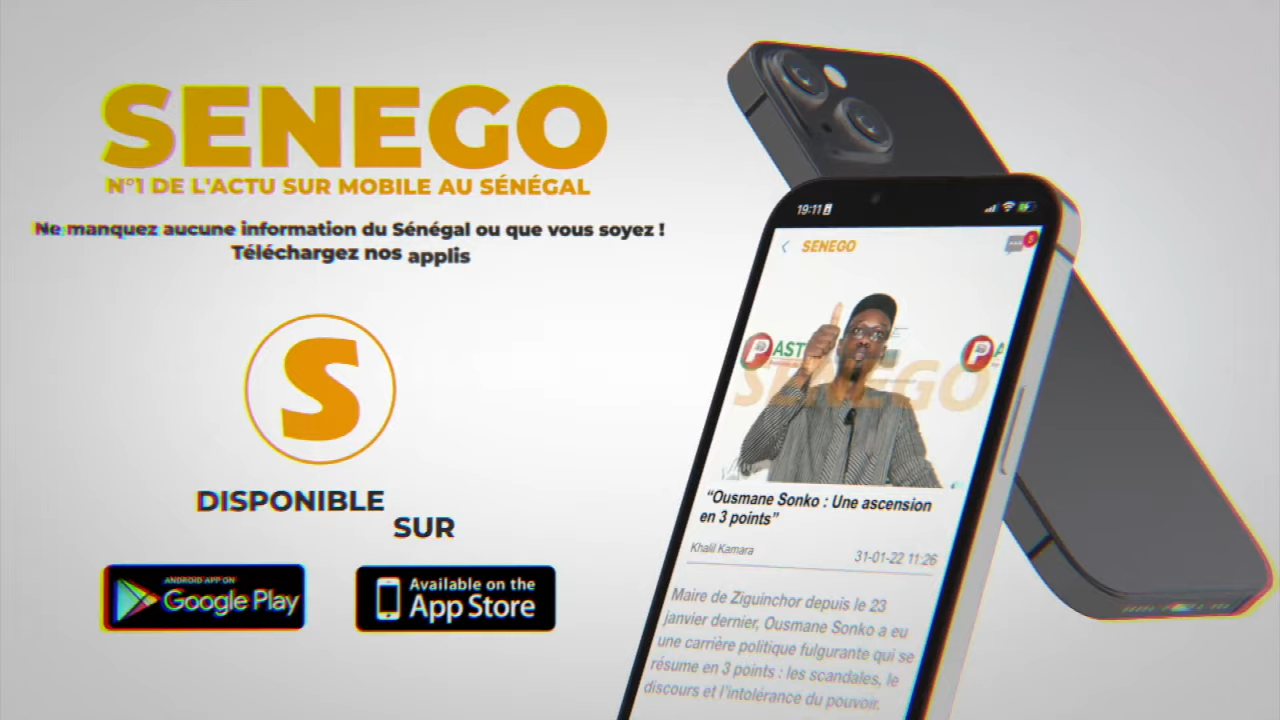 SENEGO
N°1 DE L'ACTU SUR MOBILE AU SÉNÉGAL
Ne manquez aucune information du Sénégal ou que vous soyez !
Téléchargez nos applis
S
DISPONIBLE SUR
ANDROID APP ON
Google Play
Available on the
App Store
19:11
SENEGO
PAST
PA
SENEGO
“Ousmane Sonko : Une ascension
en 3 points”
Khalil Kamara
31-01-22 11:26
Maire de Ziguinchor depuis le 23
janvier dernier, Ousmane Sonko a eu
une carrière politique fulgurante qui se
résume en 3 points : les scandales, le
discours et l'intolérance du pouvoir.